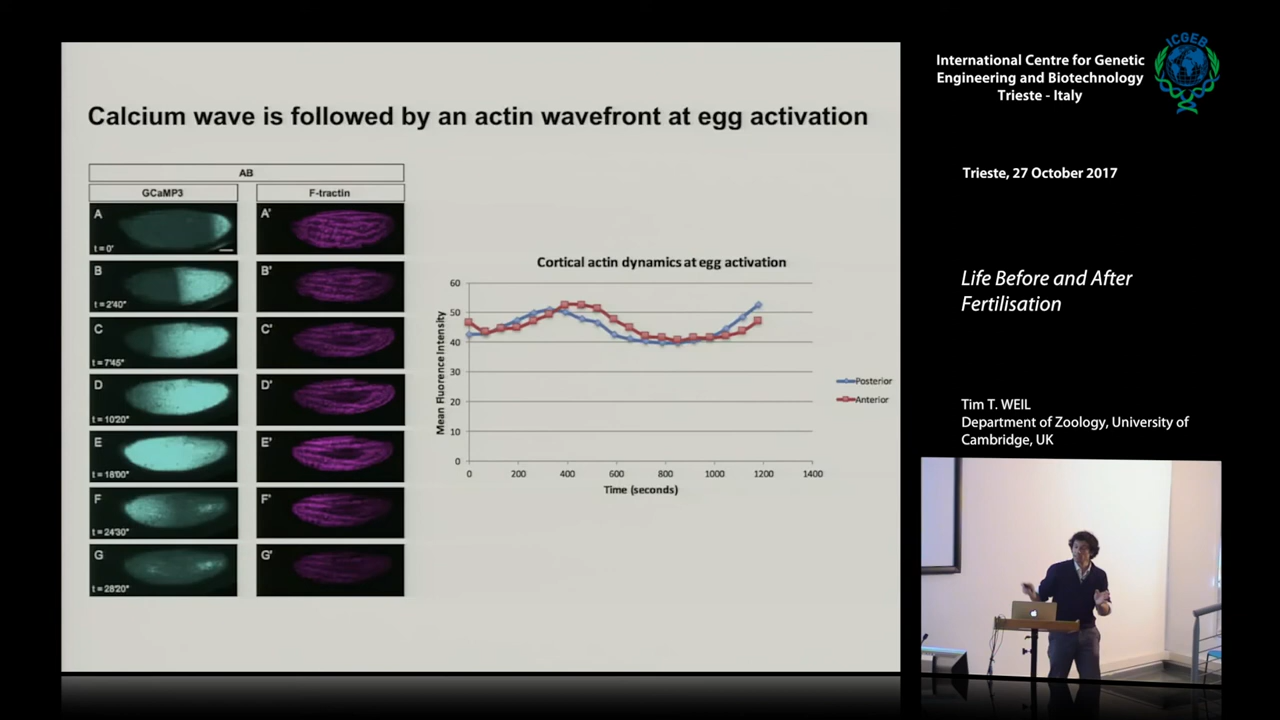 Calcium wave is followed by an actin wavefront at egg activation
AB
GCaMP3
F-tractin
A
t = 0'
A'
B
t = 2'40"
B'
C
t = 7'45"
C'
D
t = 10'20"
D'
E
t = 18'00"
E'
F
t = 24'30"
F'
G
t = 28'20"
G'
Cortical actin dynamics at egg activation
Mean Fluorence Intensity
60
50
40
30
20
10
0
0 200 400 600 800 1000 1200 1400
Time (seconds)
Posterior
Anterior
ICGEB
International Centre for Genetic
Engineering and Biotechnology
Trieste - Italy
Trieste, 27 October 2017
Life Before and After
Fertilisation
Tim T. WEIL
Department of Zoology, University of
Cambridge, UK